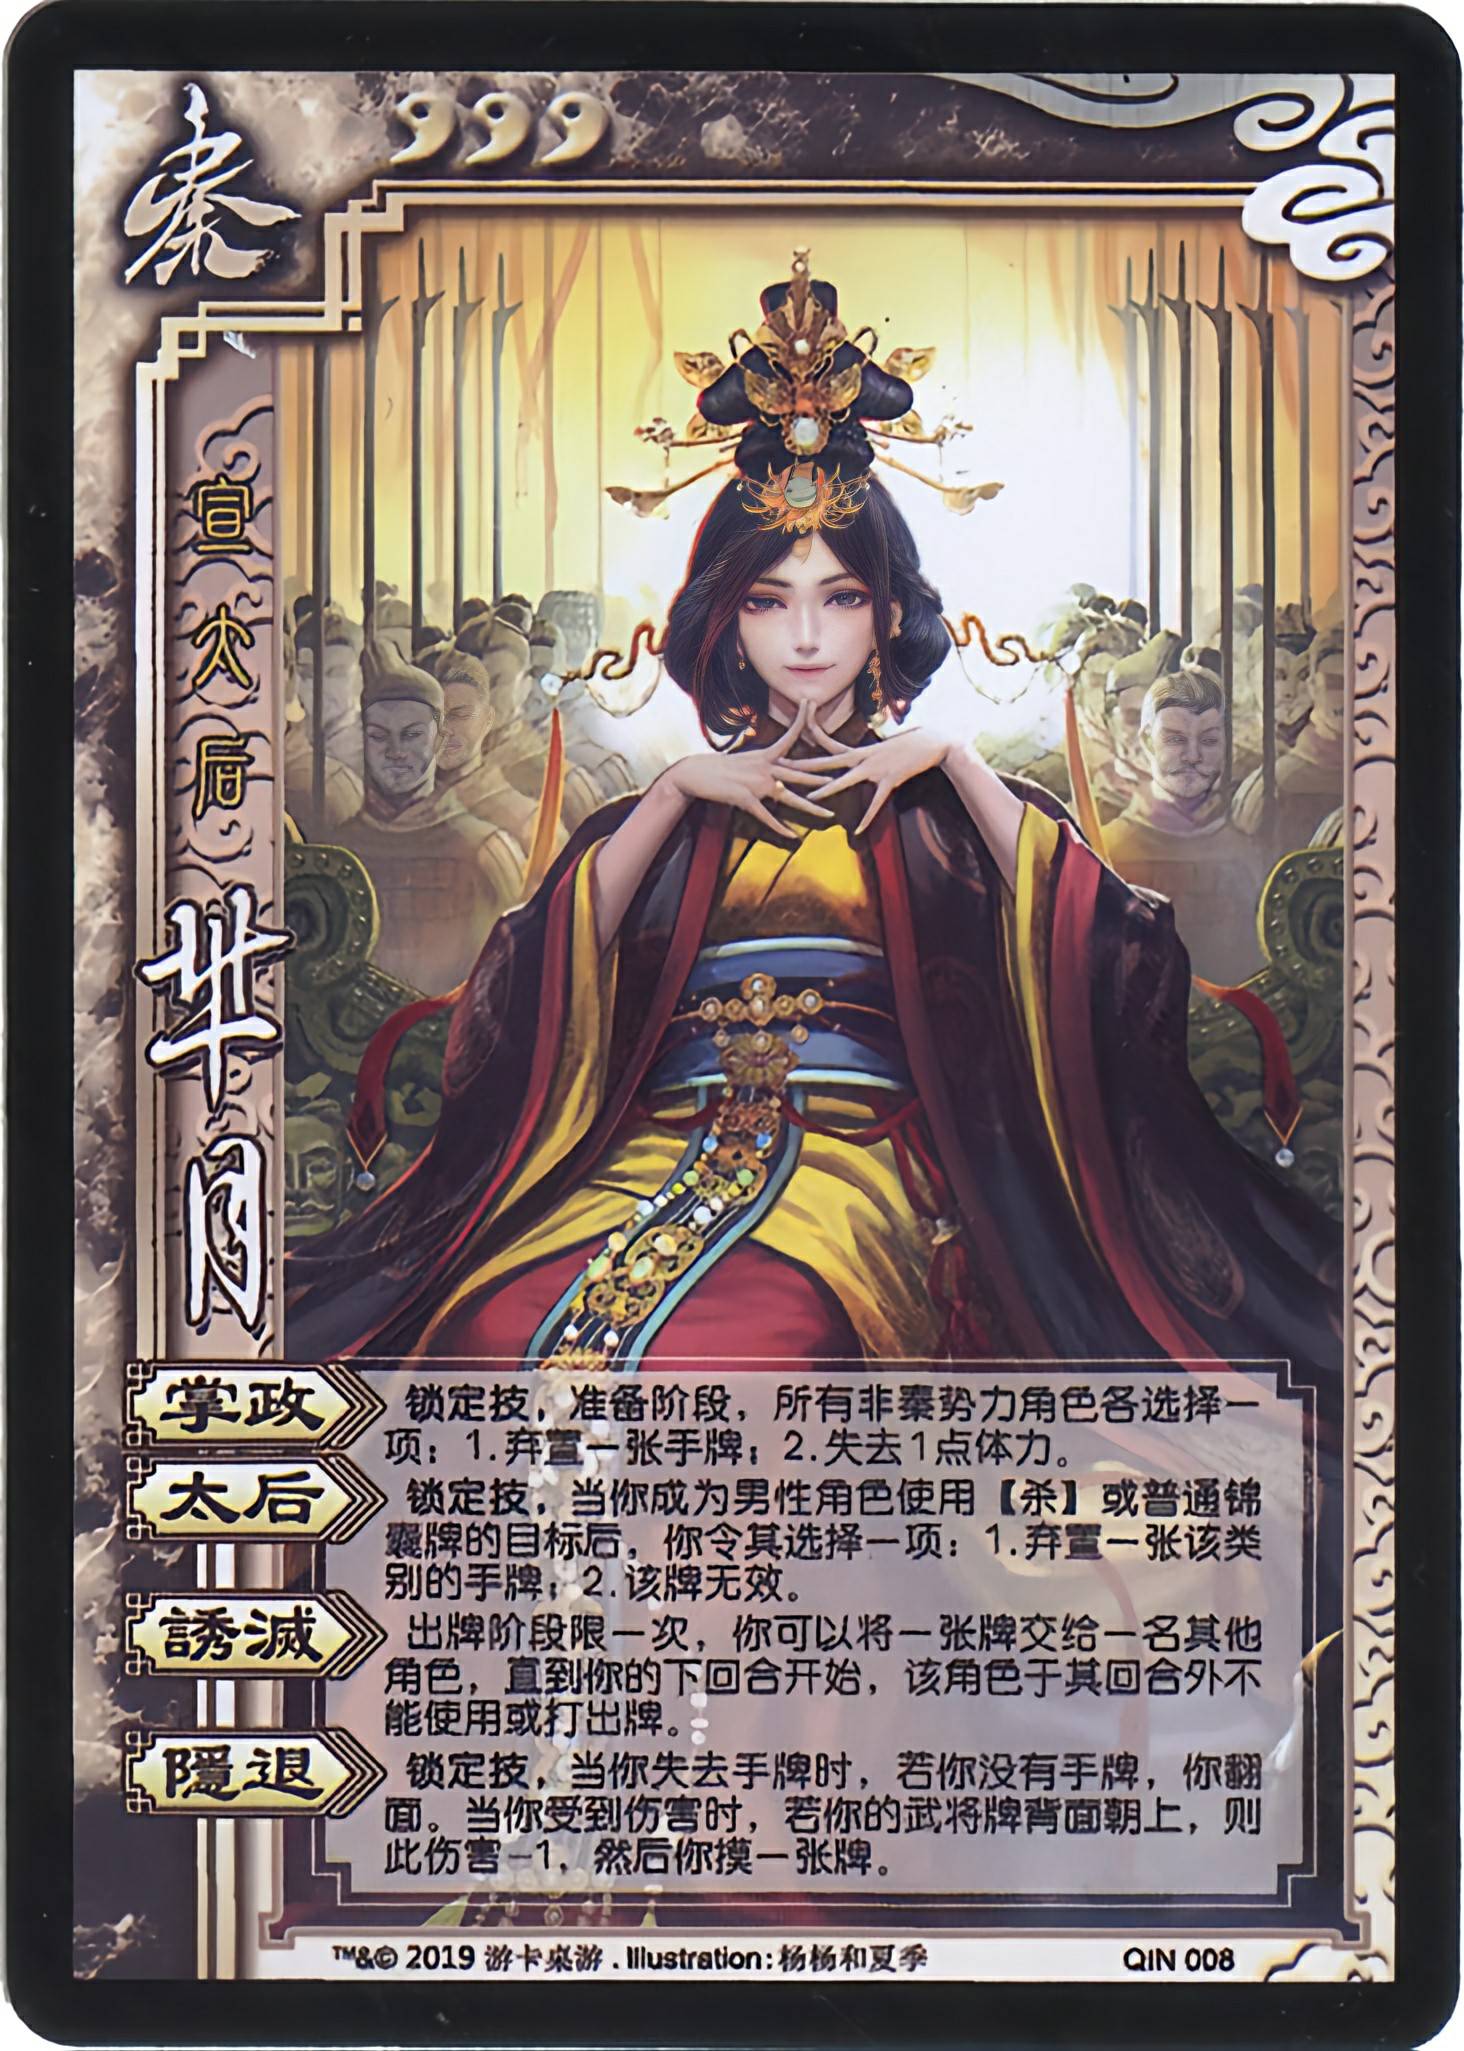 秦
宣太后
芈月
掌政
锁定技，准备阶段，所有非秦势力角色各选择一
项：1.弃置一张手牌；2.失去1点体力。
太后
锁定技，当你成为男性角色使用【杀】或普通锦
囊牌的目标后，你令其选择一项：1.弃置一张该类
别的手牌；2.该牌无效。
誘滅
出牌阶段限一次，你可以将一张牌交给一名其他
角色，直到你的下回合开始，该角色于其回合外不
能使用或打出牌。
隱退
锁定技，当你失去手牌时，若你没有手牌，你翻
面。当你受到伤害时，若你的武将牌背面朝上，则
此伤害-1，然后你摸一张牌。
™&© 2019 游卡桌游 . Illustration:杨杨和夏季
QIN 008